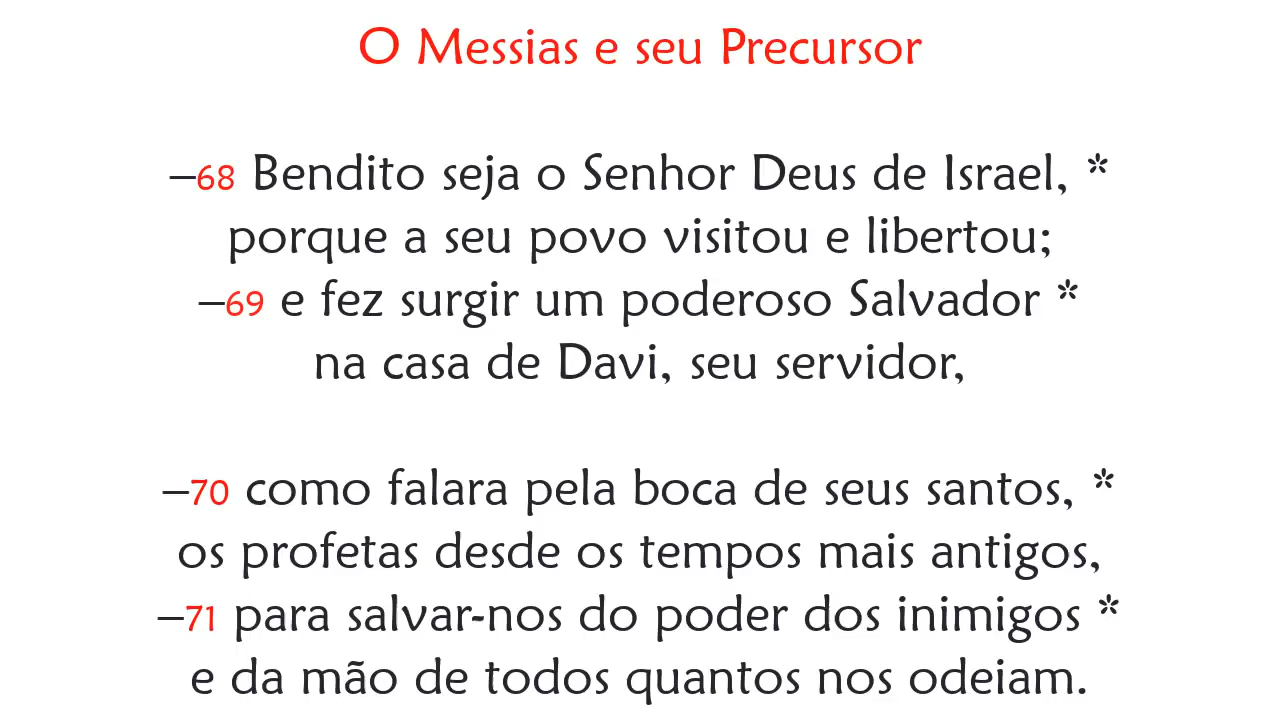 O Messias e seu Precursor
–68 Bendito seja o Senhor Deus de Israel, *
porque a seu povo visitou e libertou;
–69 e fez surgir um poderoso Salvador *
na casa de Davi, seu servidor,
–70 como falara pela boca de seus santos, *
os profetas desde os tempos mais antigos,
–71 para salvar-nos do poder dos inimigos *
e da mão de todos quantos nos odeiam.